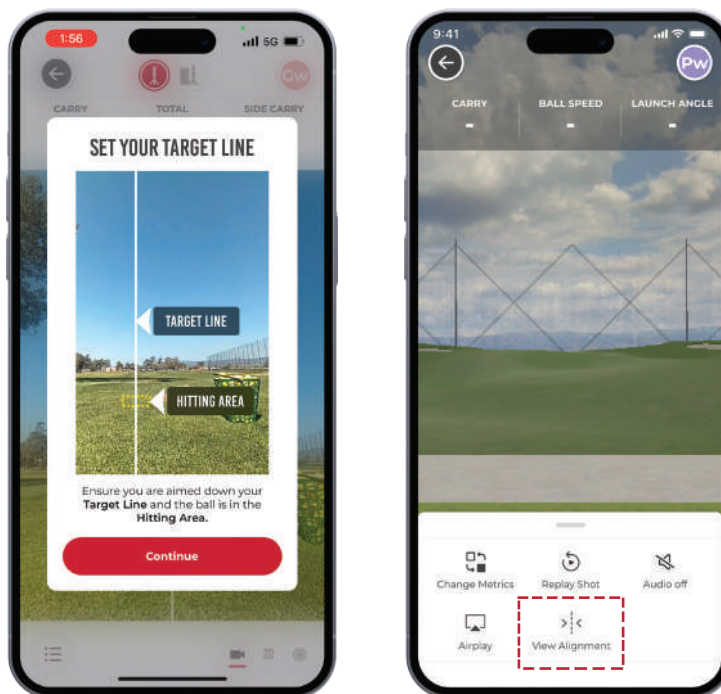 1:56
5G
Gw
CARRY TOTAL SIDE CARRY
SET YOUR TARGET LINE
TARGET LINE
HITTING AREA
Ensure you are aimed down your
Target Line and the ball is in the
Hitting Area.
Continue
9:41
Pw
CARRY BALL SPEED LAUNCH ANGLE
- - -
Change Metrics Replay Shot Audio off
Airplay View Alignment